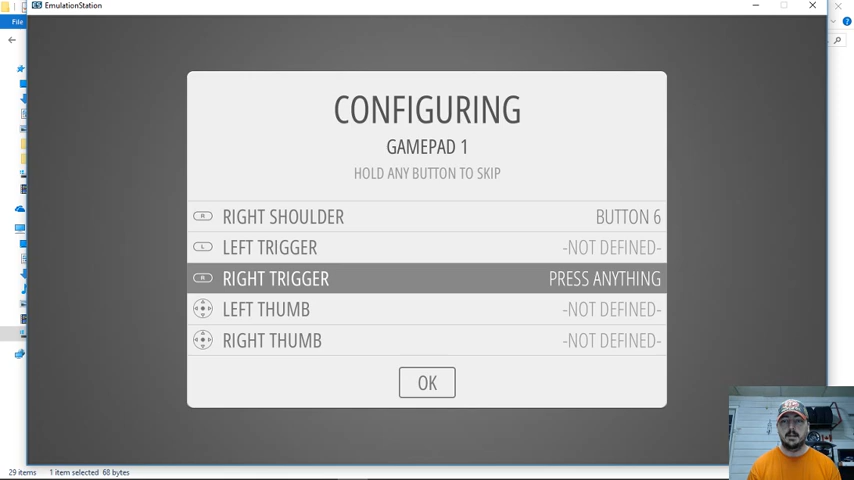 ES EmulationStation
File
CONFIGURING
GAMEPAD 1
HOLD ANY BUTTON TO SKIP
R RIGHT SHOULDER BUTTON 6
L LEFT TRIGGER -NOT DEFINED-
R RIGHT TRIGGER PRESS ANYTHING
LEFT THUMB -NOT DEFINED-
RIGHT THUMB -NOT DEFINED-
OK
29 items 1 item selected 68 bytes